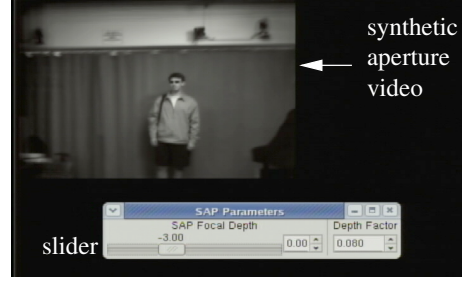 synthetic
aperture
video
SAP Parameters
SAP Focal Depth
Depth Factor
-3.00
0.00
0.080
slider